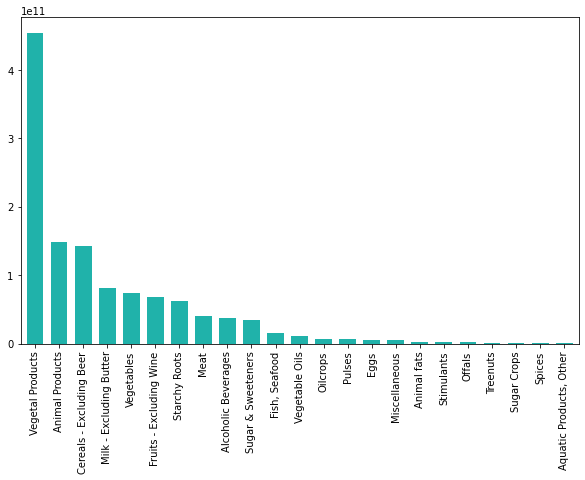 1e11
4
3
2
1
0
Vegetal Products
Animal Products
Cereals - Excluding Beer
Milk - Excluding Butter
Vegetables
Fruits - Excluding Wine
Starchy Roots
Meat
Alcoholic Beverages
Sugar & Sweeteners
Fish, Seafood
Vegetable Oils
Oilcrops
Pulses
Eggs
Miscellaneous
Animal fats
Stimulants
Offals
Treenuts
Sugar Crops
Spices
Aquatic Products, Other